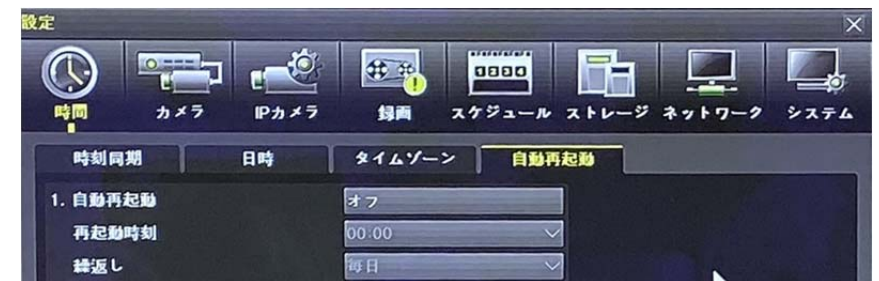 設定
時間 カメラ IPカメラ 録画 スケジュール ストレージ ネットワーク システム
時刻同期 日時 タイムゾーン 自動再起動
1. 自動再起動 オフ
再起動時刻 00:00
繰返し 毎日